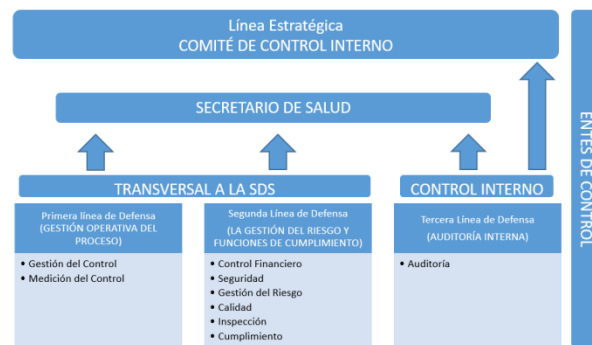 Línea Estratégica
COMITÉ DE CONTROL INTERNO
SECRETARIO DE SALUD
TRANSVERSAL A LA SDS
CONTROL INTERNO
Primera línea de Defensa
(GESTIÓN OPERATIVA DEL
PROCESO)
• Gestión del Control
• Medición del Control
Segunda Línea de Defensa
(LA GESTIÓN DEL RIESGO Y
FUNCIONES DE CUMPLIMIENTO)
• Control Financiero
• Seguridad
• Gestión del Riesgo
• Calidad
• Inspección
• Cumplimiento
Tercera Línea de Defensa
(AUDITORÍA INTERNA)
• Auditoría
ENTES DE CONTROL